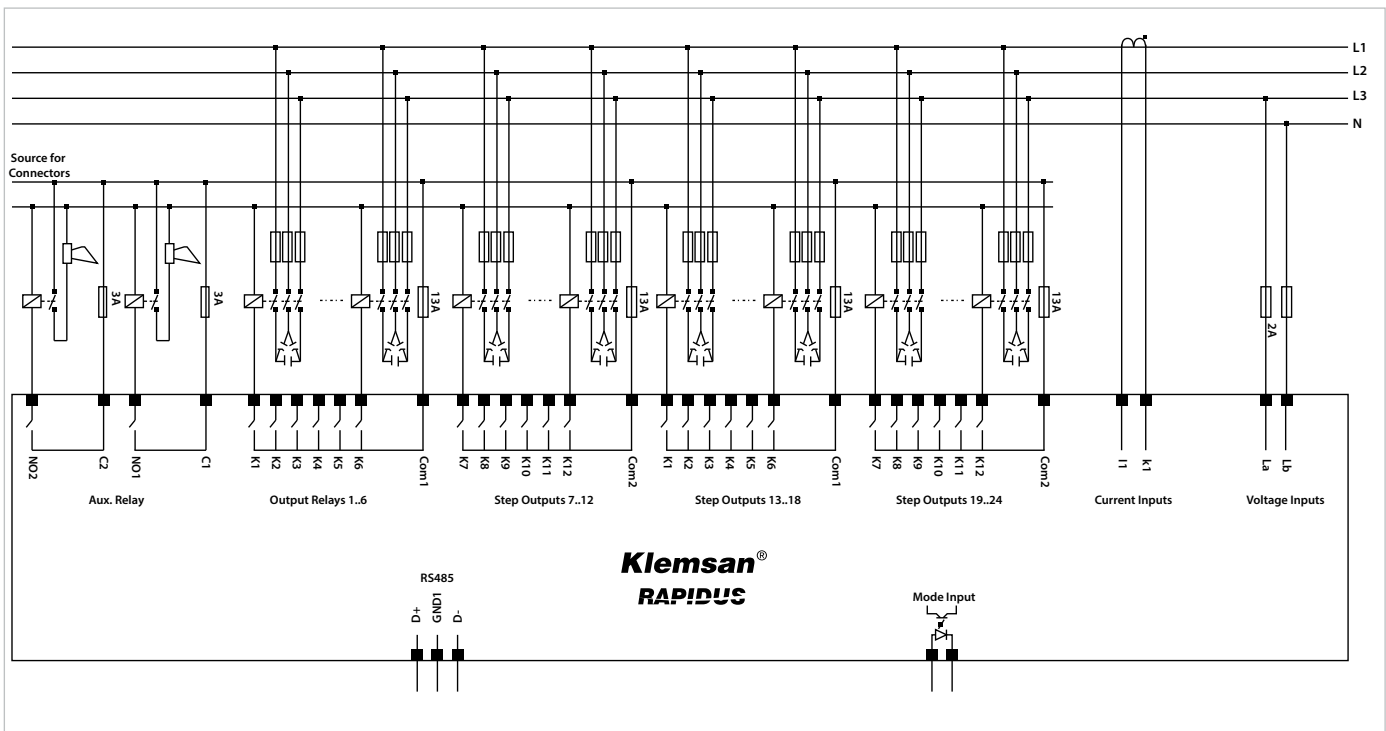 L1
L2
L3
N
Source for
Connectors
3A
3A
13A
13A
13A
13A
2A
NO2
C2
NO1
C1
K1
K2
K3
K4
K5
K6
Com1
K7
K8
K9
K10
K11
K12
Com2
K1
K2
K3
K4
K5
K6
Com1
K7
K8
K9
K10
K11
K12
Com2
l1
k1
La
Lb
Aux. Relay
Output Relays 1..6
Step Outputs 7..12
Step Outputs 13..18
Step Outputs 19..24
Current Inputs
Voltage Inputs
Klemsan®
RAPIDUS
RS485
D+
GND1
D-
Mode Input